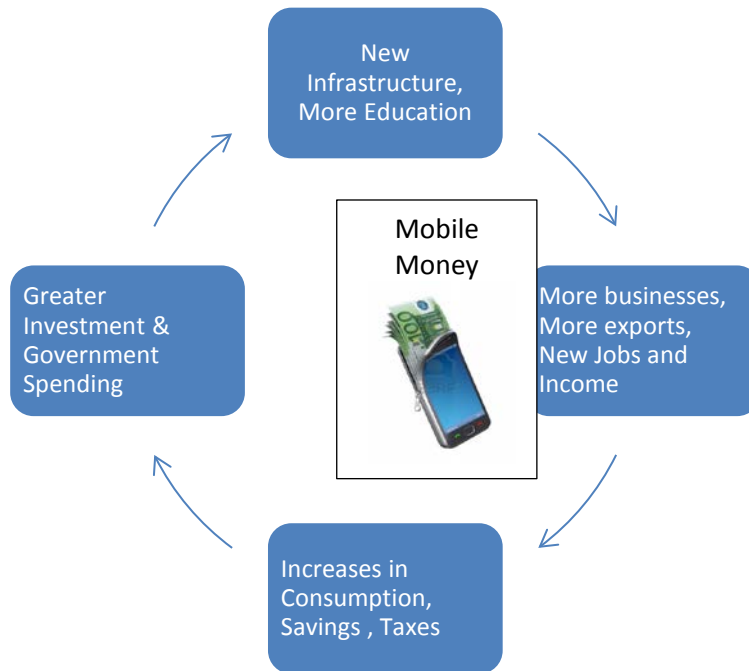 New
Infrastructure,
More Education
Mobile
Money
Greater
Investment &
Government
Spending
More businesses,
More exports,
New Jobs and
Income
Increases in
Consumption,
Savings , Taxes